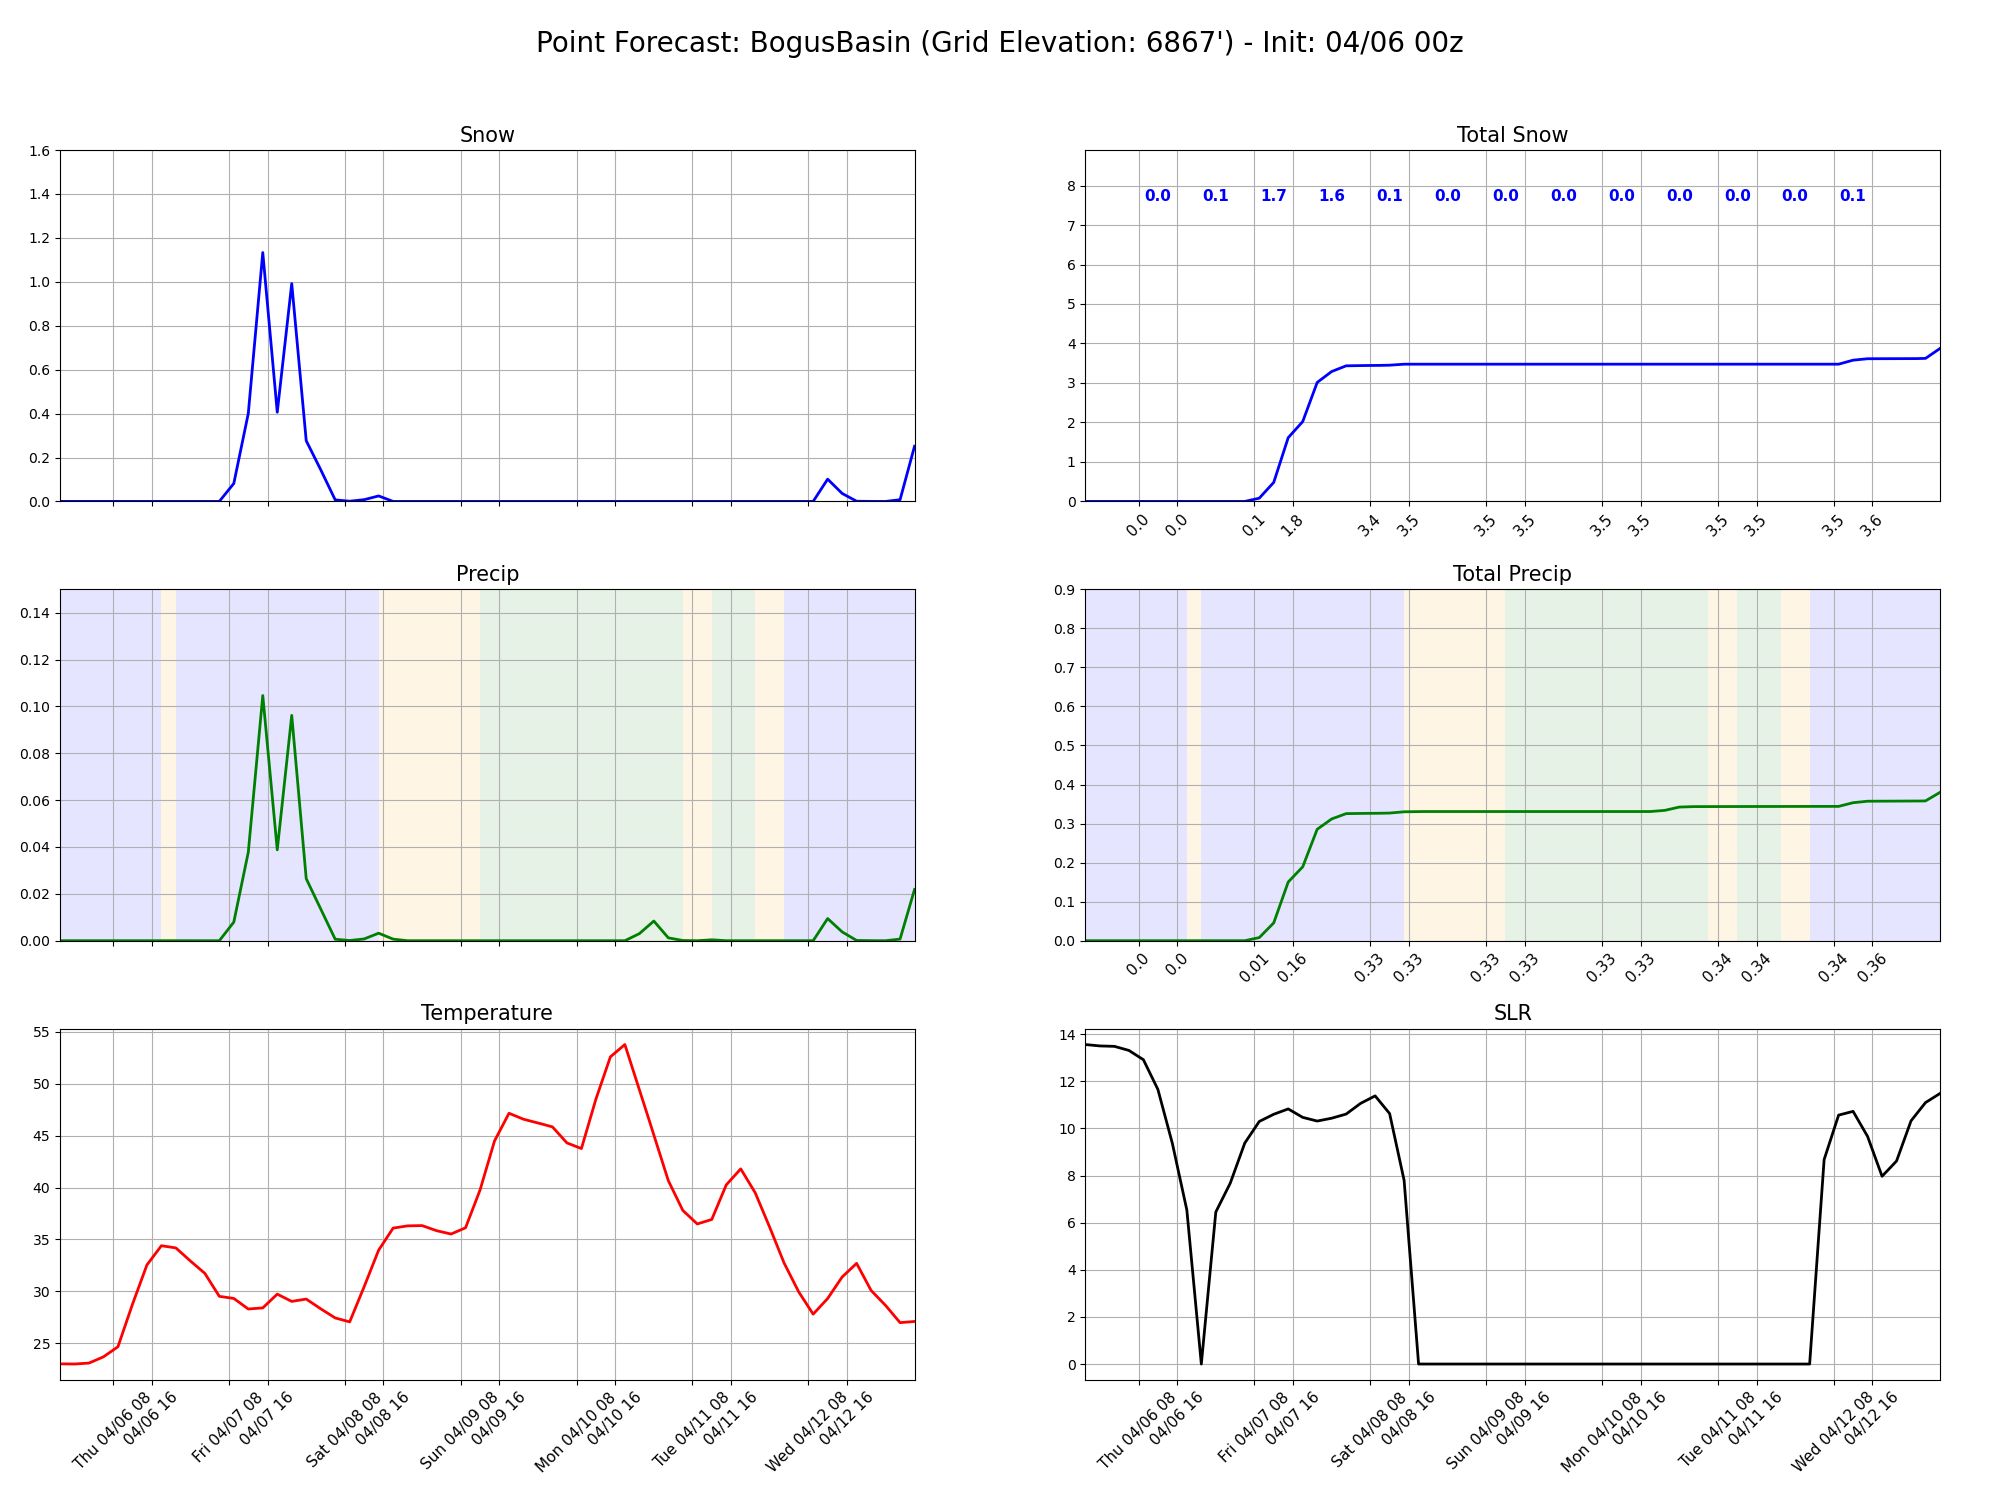 Point Forecast: BogusBasin (Grid Elevation: 6867') - Init: 04/06 00z
Snow
1.6
1.4
1.2
1.0
0.8
0.6
0.4
0.2
0.0
Total Snow
8
7
6
5
4
3
2
1
0
0.0 0.1 1.7 1.6 0.1 0.0 0.0 0.0 0.0 0.0 0.0 0.0 0.1
0.0 0.0 0.1 1.8 3.4 3.5 3.5 3.5 3.5 3.5 3.5 3.5 3.5 3.6
Precip
0.14
0.12
0.10
0.08
0.06
0.04
0.02
0.00
Total Precip
0.9
0.8
0.7
0.6
0.5
0.4
0.3
0.2
0.1
0.0
0.0 0.0 0.01 0.16 0.33 0.33 0.33 0.33 0.33 0.33 0.34 0.34 0.34 0.36
Temperature
55
50
45
40
35
30
25
Thu 04/06 08
04/06 16
Fri 04/07 08
04/07 16
Sat 04/08 08
04/08 16
Sun 04/09 08
04/09 16
Mon 04/10 08
04/10 16
Tue 04/11 08
04/11 16
Wed 04/12 08
04/12 16
SLR
14
12
10
8
6
4
2
0
Thu 04/06 08
04/06 16
Fri 04/07 08
04/07 16
Sat 04/08 08
04/08 16
Sun 04/09 08
04/09 16
Mon 04/10 08
04/10 16
Tue 04/11 08
04/11 16
Wed 04/12 08
04/12 16